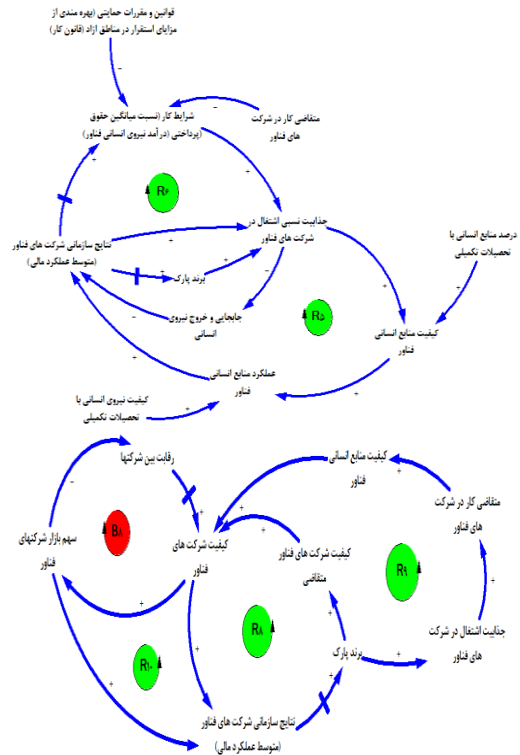 قوانین و مقررات حمایتی (بهره مندی از
مزایای استقرار در مناطق ازاد (قانون کار)
–
شرایط کار (نسبت میانگین حقوق
پرداختی (درآمد نیروی انسانی فناور)
–
متقاضی کار در شرکت
های فناور
+
+
R۶
جذابیت نسبی اشتغال در
شرکت های فناور
درصد منابع انسانی با
تحصیلات تکمیلی
نتایج سازمانی شرکت های فناور
(متوسط عملکرد مالی)
+
+
برند پارک
+
–
+
+
جابجایی و خروج نیروی
انسانی
–
R۵
کیفیت منابع انسانی
فناور
+
عملکرد منابع انسانی
فناور
+
کیفیت نیروی انسانی با
تحصیلات تکمیلی
+
رقابت بین شرکتها
–
+
+
کیفیت منابع انسانی
فناور
+
متقاضی کار در شرکت
های فناور
سهم بازار شرکتهای
فناور
B۸
کیفیت شرکت های
فناور
+
کیفیت شرکت های فناور
متقاضی
R۹
+
جذابیت اشتغال در شرکت
های فناور
+
+
R۸
+
برند پارک
+
R۱۰
+
نتایج سازمانی شرکت های فناور
(متوسط عملکرد مالی)
+